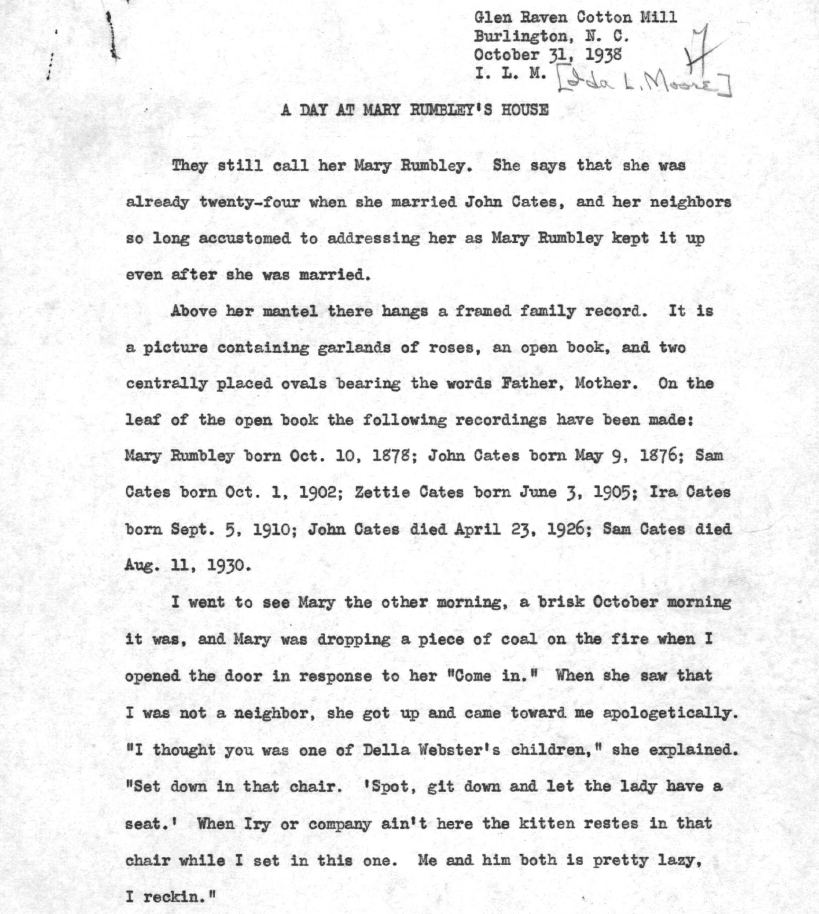 Glen Raven Cotton Mill
Burlington, N. C.
October 31, 1938
I. L. M. [Ida L. Moore]
A DAY AT MARY RUMBLEY'S HOUSE
They still call her Mary Rumbley. She says that she was
already twenty-four when she married John Cates, and her neighbors
so long accustomed to addressing her as Mary Rumbley kept it up
even after she was married.
Above her mantel there hangs a framed family record. It is
a picture containing garlands of roses, an open book, and two
centrally placed ovals bearing the words Father, Mother. On the
leaf of the open book the following recordings have been made:
Mary Rumbley born Oct. 10, 1878; John Cates born May 9, 1876; Sam
Cates born Oct. 1, 1902; Zettie Cates born June 3, 1905; Ira Cates
born Sept. 5, 1910; John Cates died April 23, 1926; Sam Cates died
Aug. 11, 1930.
I went to see Mary the other morning, a brisk October morning
it was, and Mary was dropping a piece of coal on the fire when I
opened the door in response to her "Come in." When she saw that
I was not a neighbor, she got up and came toward me apologetically.
"I thought you was one of Della Webster's children," she explained.
"Set down in that chair. 'Spot, git down and let the lady have a
seat.' When Iry or company ain't here the kitten restes in that
chair while I set in this one. Me and him both is pretty lazy,
I reckin."